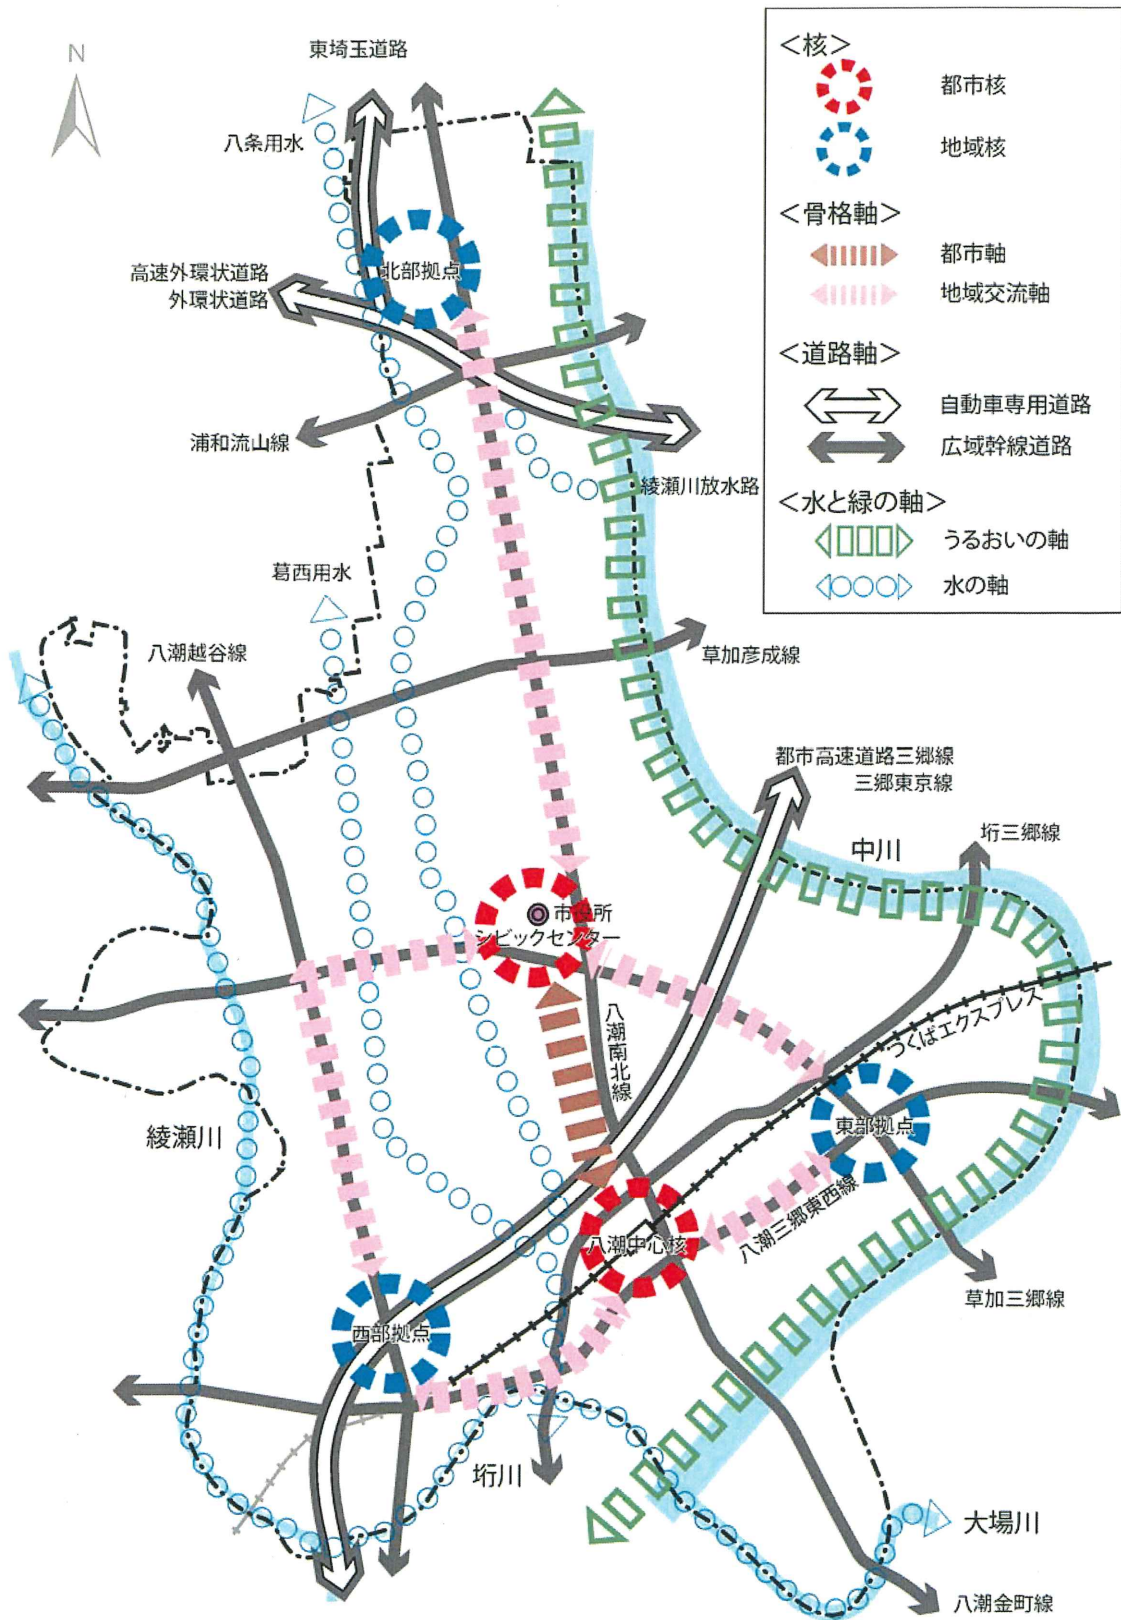 N
東埼玉道路
八条用水
高速外環状道路
外環状道路
北部拠点
浦和流山線
綾瀬川放水路
葛西用水
八潮越谷線
草加彦成線
都市高速道路三郷線
三郷東京線
中川
垳三郷線
市役所
シビックセンター
つくばエクスプレス
八潮南北線
綾瀬川
東部拠点
八潮三郷東西線
八潮中心核
草加三郷線
西部拠点
垳川
大場川
八潮金町線
<核>
都市核
地域核
<骨格軸>
都市軸
地域交流軸
<道路軸>
自動車専用道路
広域幹線道路
<水と緑の軸>
うるおいの軸
水の軸